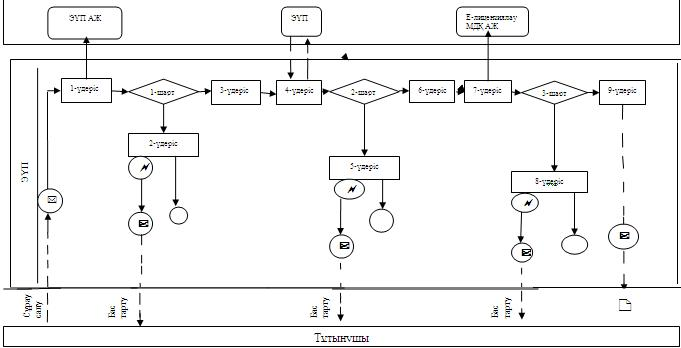 ЭҮП АЖ
ЭҮП
Е-лицензиялау
МДҚ АЖ
1-үдеріс
1-шарт
3-үдеріс
4-үдеріс
2-шарт
6-үдеріс
7-үдеріс
3-шарт
9-үдеріс
2-үдеріс
5-үдеріс
8-үдеріс
ЭҮП
Сұрау
салу
Бас
тарту
Бас
тарту
Бас
тарту
Тұтынушы